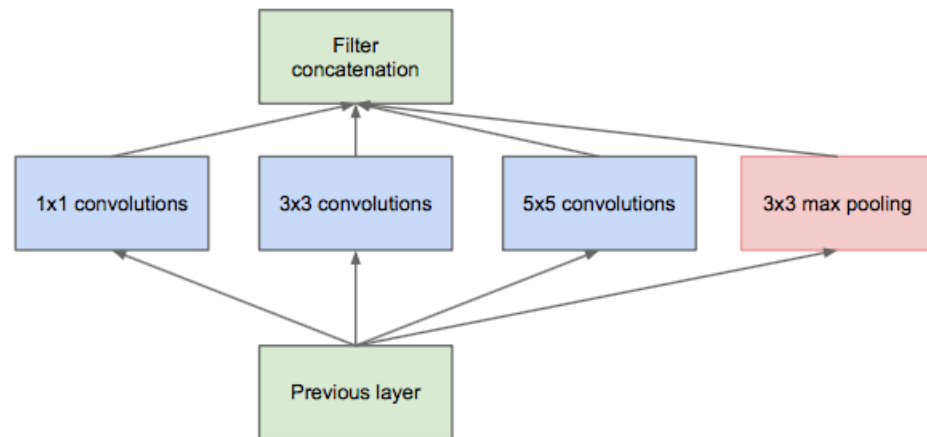 Filter
concatenation
1x1 convolutions
3x3 convolutions
5x5 convolutions
3x3 max pooling
Previous layer